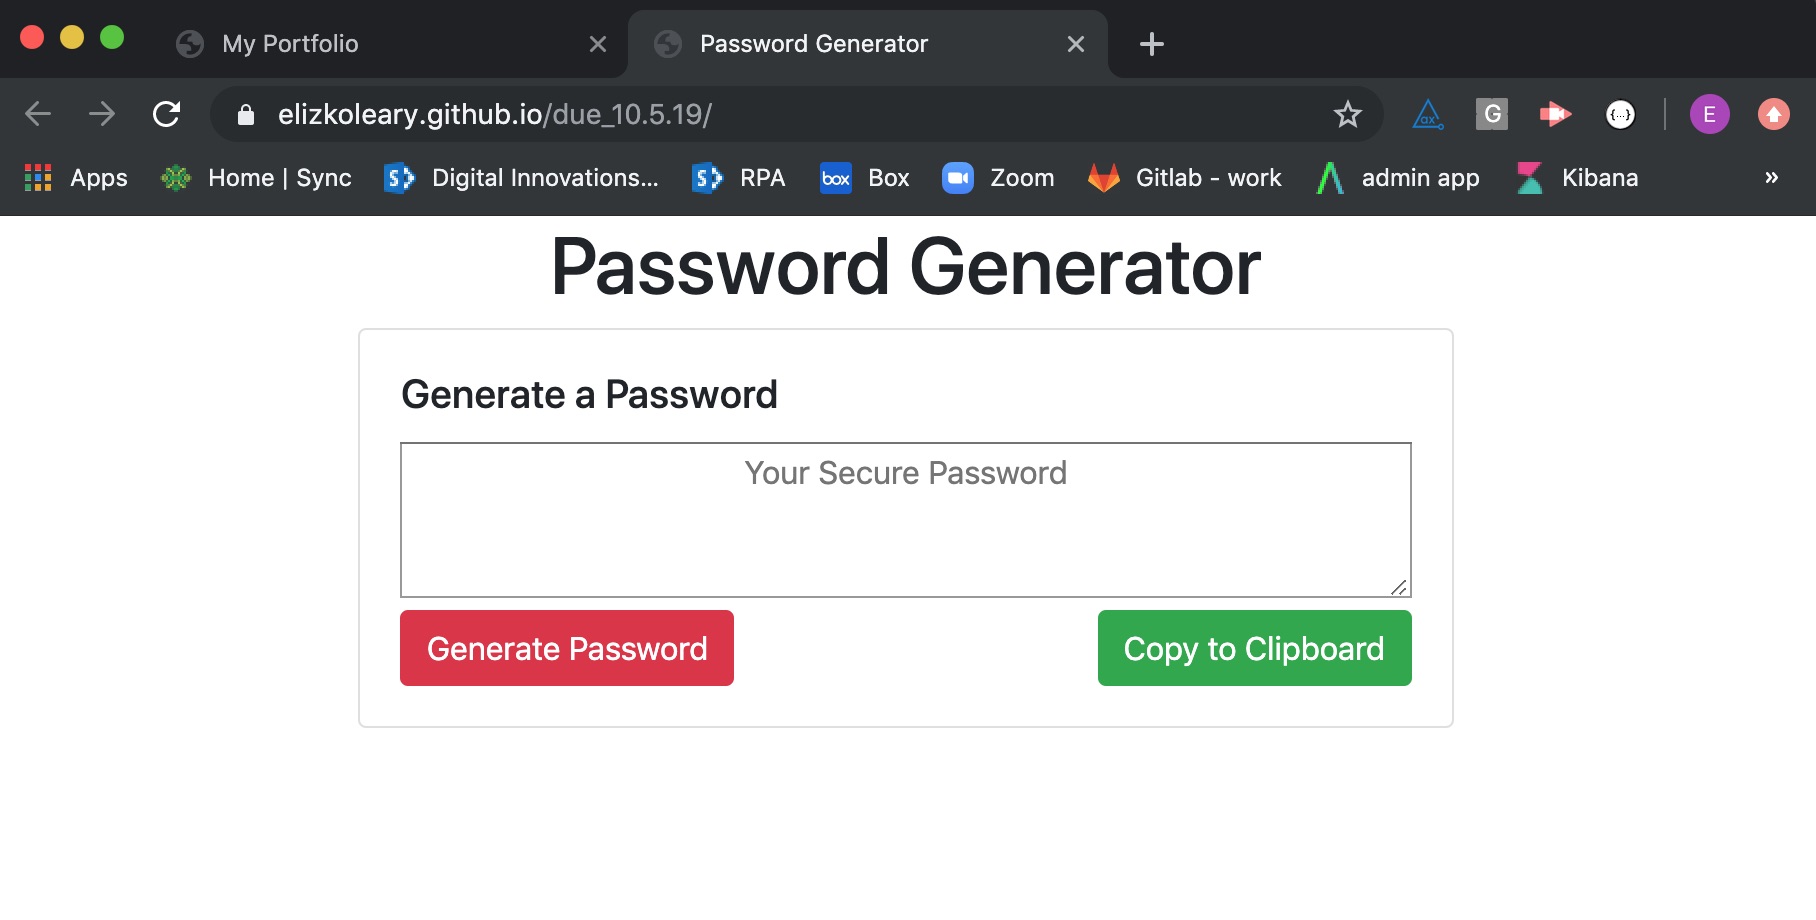 My Portfolio
Password Generator
elizkoleary.github.io/due_10.5.19/
ax
G
{...}
E
Apps
Home | Sync
S
Digital Innovations...
S
RPA
box
Box
Zoom
Gitlab - work
admin app
Kibana
»
Password Generator
Generate a Password
Your Secure Password
Generate Password
Copy to Clipboard